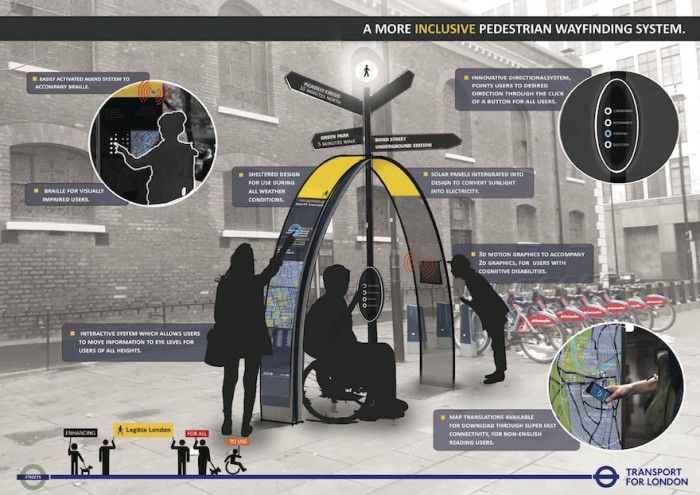 A MORE INCLUSIVE PEDESTRIAN WAYFINDING SYSTEM.
EASILY ACTIVATED AUDIO SYSTEM TO
ACCOMPANY BRAILLE.
BRAILLE FOR VISUALLY
IMPAIRED USERS.
PICADILLY CIRCUS
10 MINUTES NORTH
GREEN PARK
5 MINUTES WALK
BOND STREET
UNDERGROUND STATION
INNOVATIVE DIRECTIONALSYSTEM,
POINTS USERS TO DESIRED
DIRECTION THROUGH THE CLICK
OF A BUTTON FOR ALL USERS.
SHELTERED DESIGN
FOR USE DURING
ALL WEATHER
CONDITIONS.
SOLAR PANELS INTERGRATED INTO
DESIGN TO CONVERT SUNLIGHT
INTO ELECTRICITY.
3D MOTION GRAPHICS TO ACCOMPANY
2D GRAPHICS, FOR USERS WITH
COGNIITIVE DISABILITIES.
INTERACTIVE SYSTEM WHICH ALLOWS USERS
TO MOVE INFORMATION TO EYE LEVEL FOR
USERS OF ALL HEIGHTS.
MAP TRANSLATIONS AVAILABLE
FOR DOWNLOAD THROUGH SUPER FAST
CONNECTIVITY, FOR NON-ENGLISH
READING USERS.
ENHANCING
Legible London
FOR ALL
TO USE
STREETS
TRANSPORT
FOR LONDON